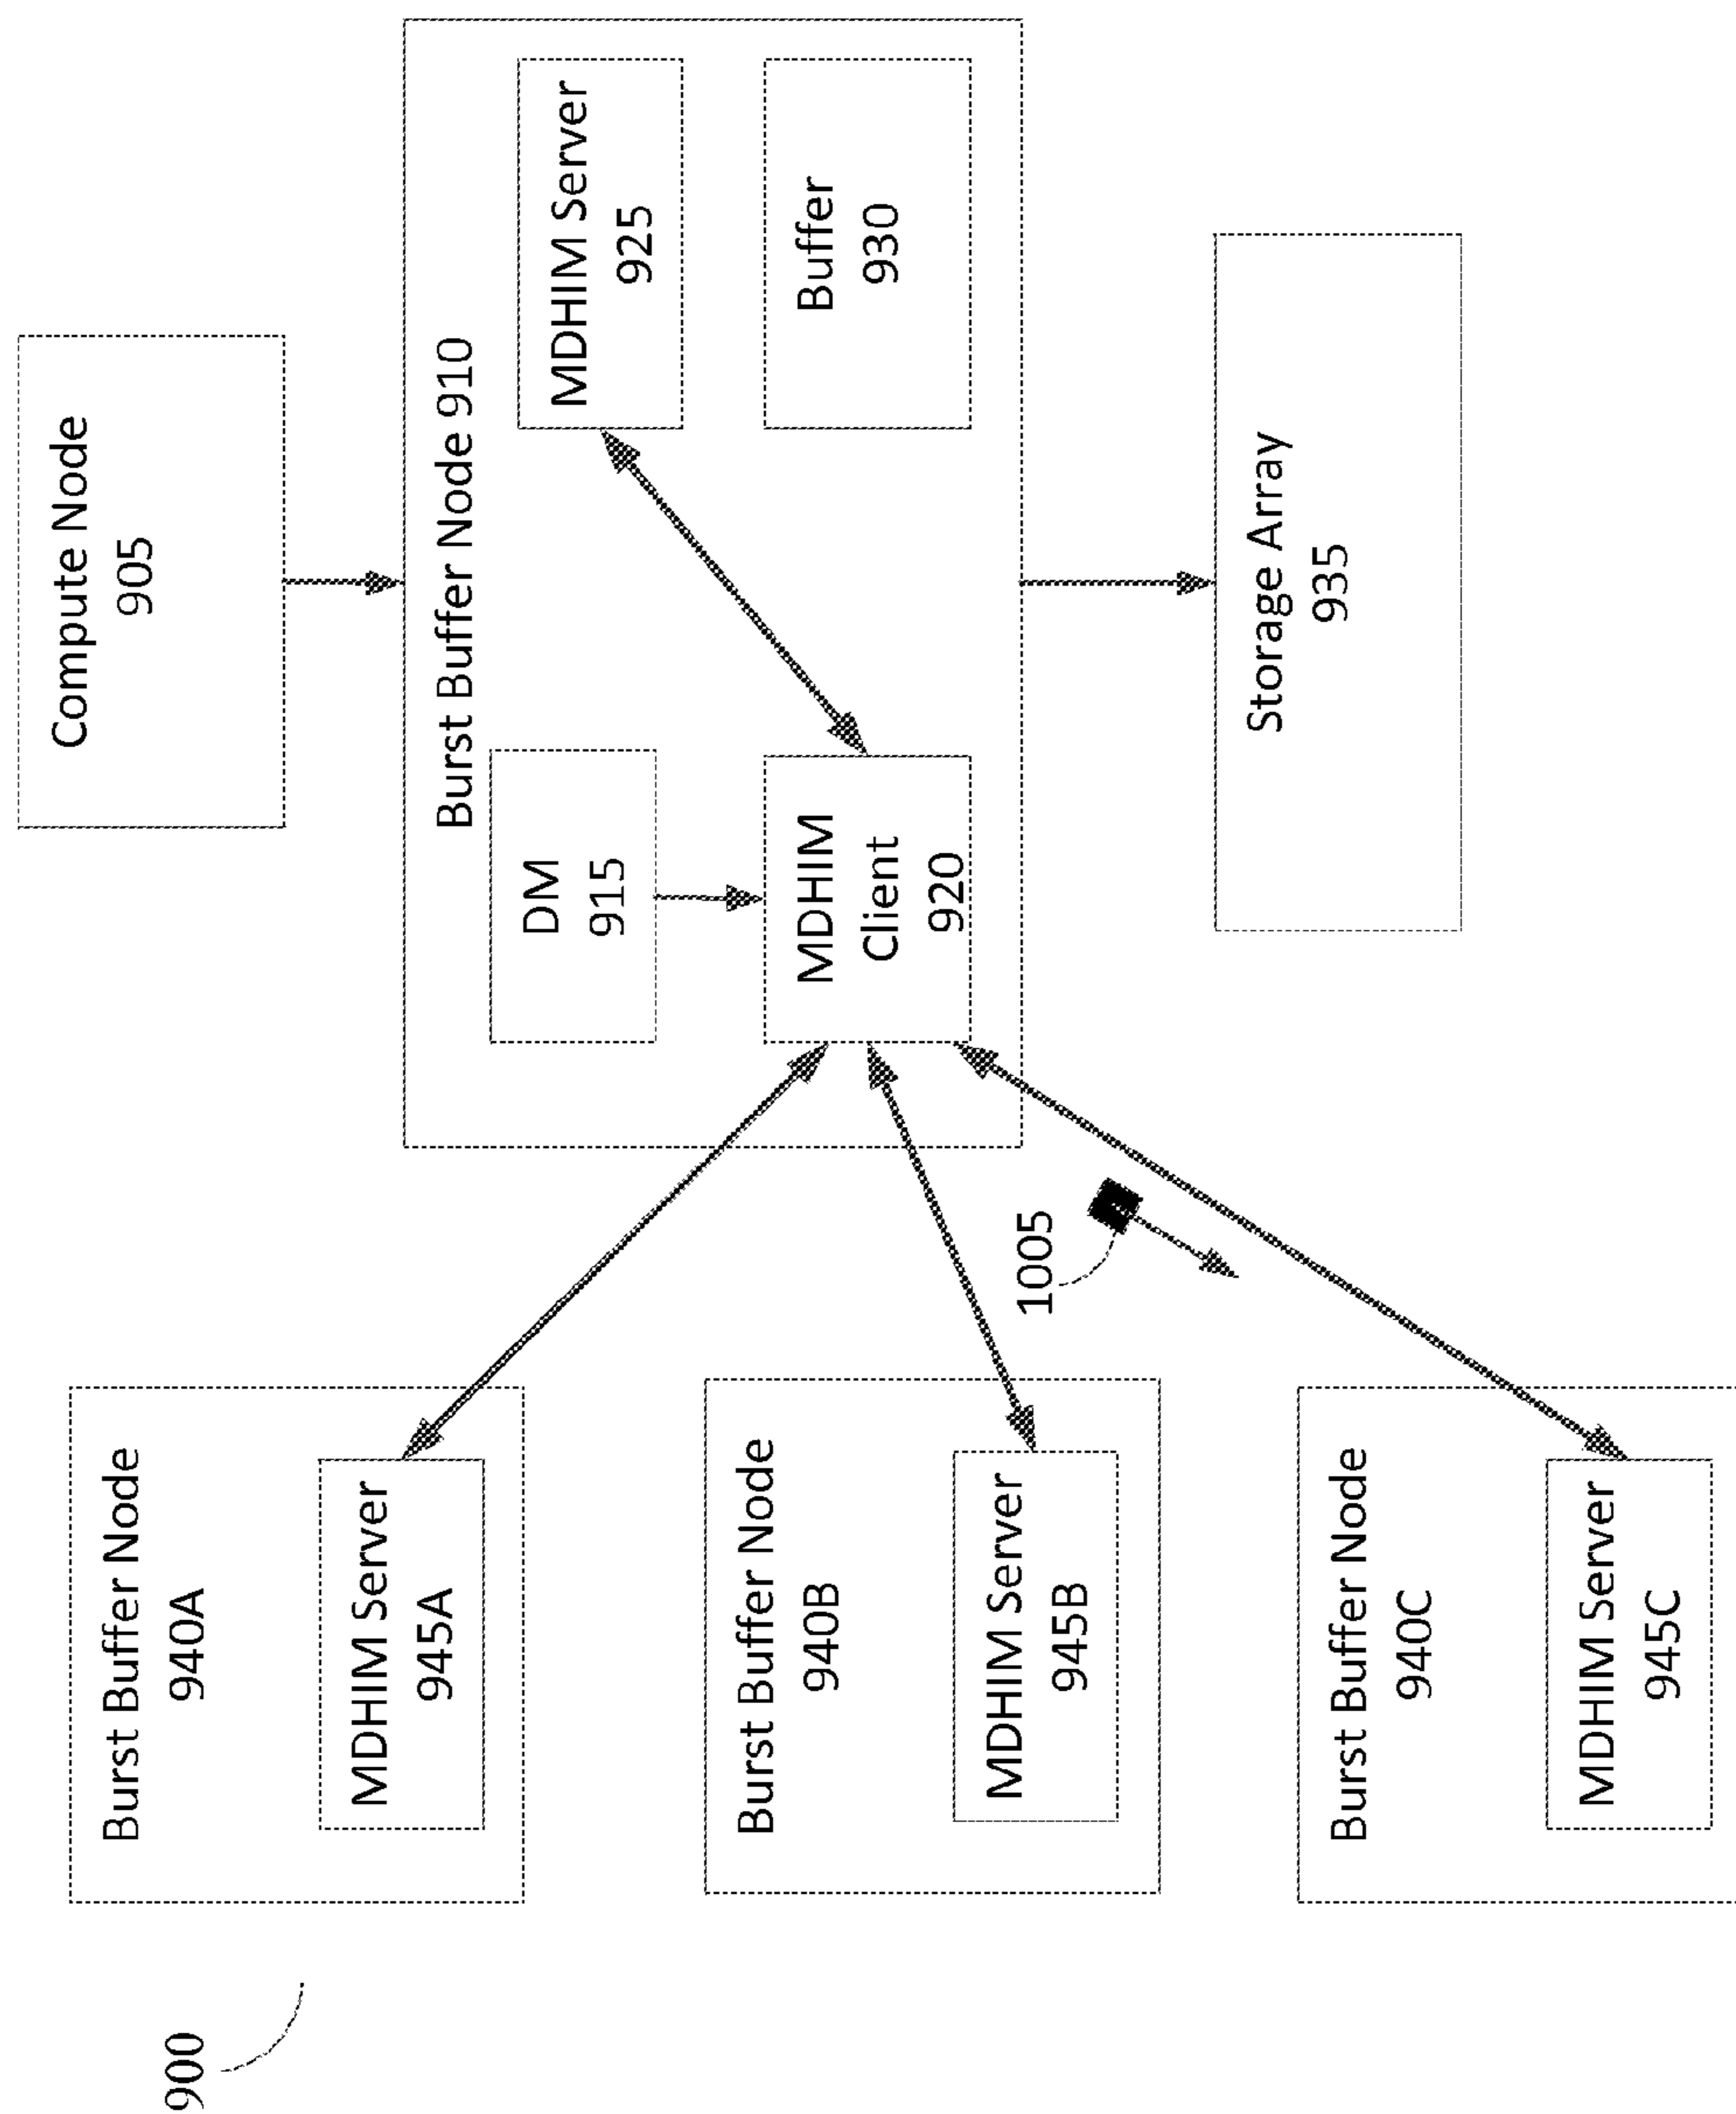 900
Burst Buffer Node
940A
MDHIM Server
945A
Burst Buffer Node
940B
MDHIM Server
945B
Burst Buffer Node
940C
MDHIM Server
945C
1005
Compute Node
905
Burst Buffer Node 910
DM
915
MDHIM
Client
920
MDHIM Server
925
Buffer
930
Storage Array
935